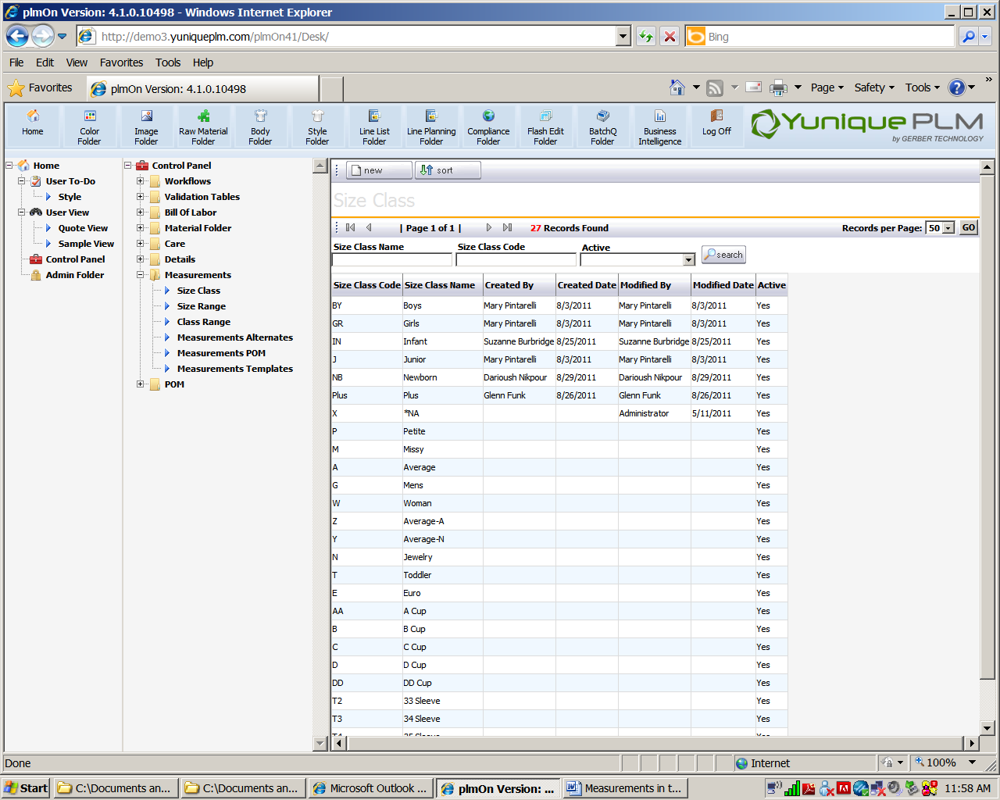 plmOn Version: 4.1.0.10498 - Windows Internet Explorer
http://demo3.yuniqueplm.com/plmOn41/Desk/
Bing
File Edit View Favorites Tools Help
Favorites
plmOn Version: 4.1.0.10498
Page Safety Tools
Home
Color Folder
Image Folder
Raw Material Folder
Body Folder
Style Folder
Line List Folder
Line Planning Folder
Compliance Folder
Flash Edit Folder
BatchQ Folder
Business Intelligence
Log Off
Yunique PLM
by GERBER TECHNOLOGY
Home
User To-Do
Style
User View
Quote View
Sample View
Control Panel
Admin Folder
Control Panel
Workflows
Validation Tables
Bill Of Labor
Material Folder
Care
Details
Measurements
Size Class
Size Range
Class Range
Measurements Alternates
Measurements POM
Measurements Templates
POM
new sort
Size Class
| Page 1 of 1 | 27 Records Found Records per Page: 50 GO
Size Class Name Size Class Code Active
search
Size Class Code Size Class Name Created By Created Date Modified By Modified Date Active
BY Boys Mary Pintarelli 8/3/2011 Mary Pintarelli 8/3/2011 Yes
GR Girls Mary Pintarelli 8/3/2011 Mary Pintarelli 8/3/2011 Yes
IN Infant Suzanne Burbridge 8/25/2011 Suzanne Burbridge 8/25/2011 Yes
J Junior Mary Pintarelli 8/3/2011 Mary Pintarelli 8/3/2011 Yes
NB Newborn Darioush Nikpour 8/29/2011 Darioush Nikpour 8/29/2011 Yes
Plus Plus Glenn Funk 8/26/2011 Glenn Funk 8/26/2011 Yes
X *NA Administrator 5/11/2011 Yes
P Petite Yes
M Missy Yes
A Average Yes
G Mens Yes
W Woman Yes
Z Average-A Yes
Y Average-N Yes
N Jewelry Yes
T Toddler Yes
E Euro Yes
AA A Cup Yes
B B Cup Yes
C C Cup Yes
D D Cup Yes
DD DD Cup Yes
T2 33 Sleeve Yes
T3 34 Sleeve Yes
T4 35 Sleeve Yes
Done Internet 100%
Start C:\Documents an... C:\Documents an... Microsoft Outlook ... plmOn Version: ... Measurements in t... 11:58 AM